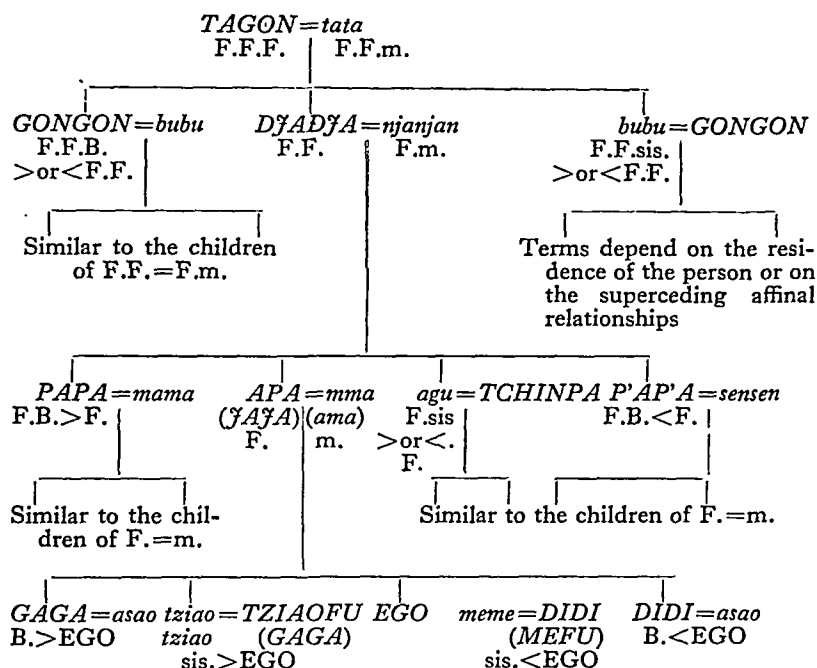 TAGON=tata
F.F.F. F.F.m.
GONGON=bubu DJADJA=njanjan bubu=GONGON
F.F.B. F.F. F.m. F.F.sis.
>or<F.F. >or<F.F.
Similar to the children Terms depend on the resi-
of F.F.=F.m. dence of the person or on
the superceding affinal
relationships
PAPA=mama APA=mma agu=TCHINPA P'AP'A=sensen
F.B.>F. (JAJA) (ama) F.sis F.B.<F.
F. m. >or<.
F.
Similar to the chil- Similar to the children of F.=m.
dren of F.=m.
GAGA=asao tziao=TZIAOFU EGO meme=DIDI DIDI=asao
B.>EGO tziao (GAGA) (MEFU) B.<EGO
sis.>EGO sis.<EGO